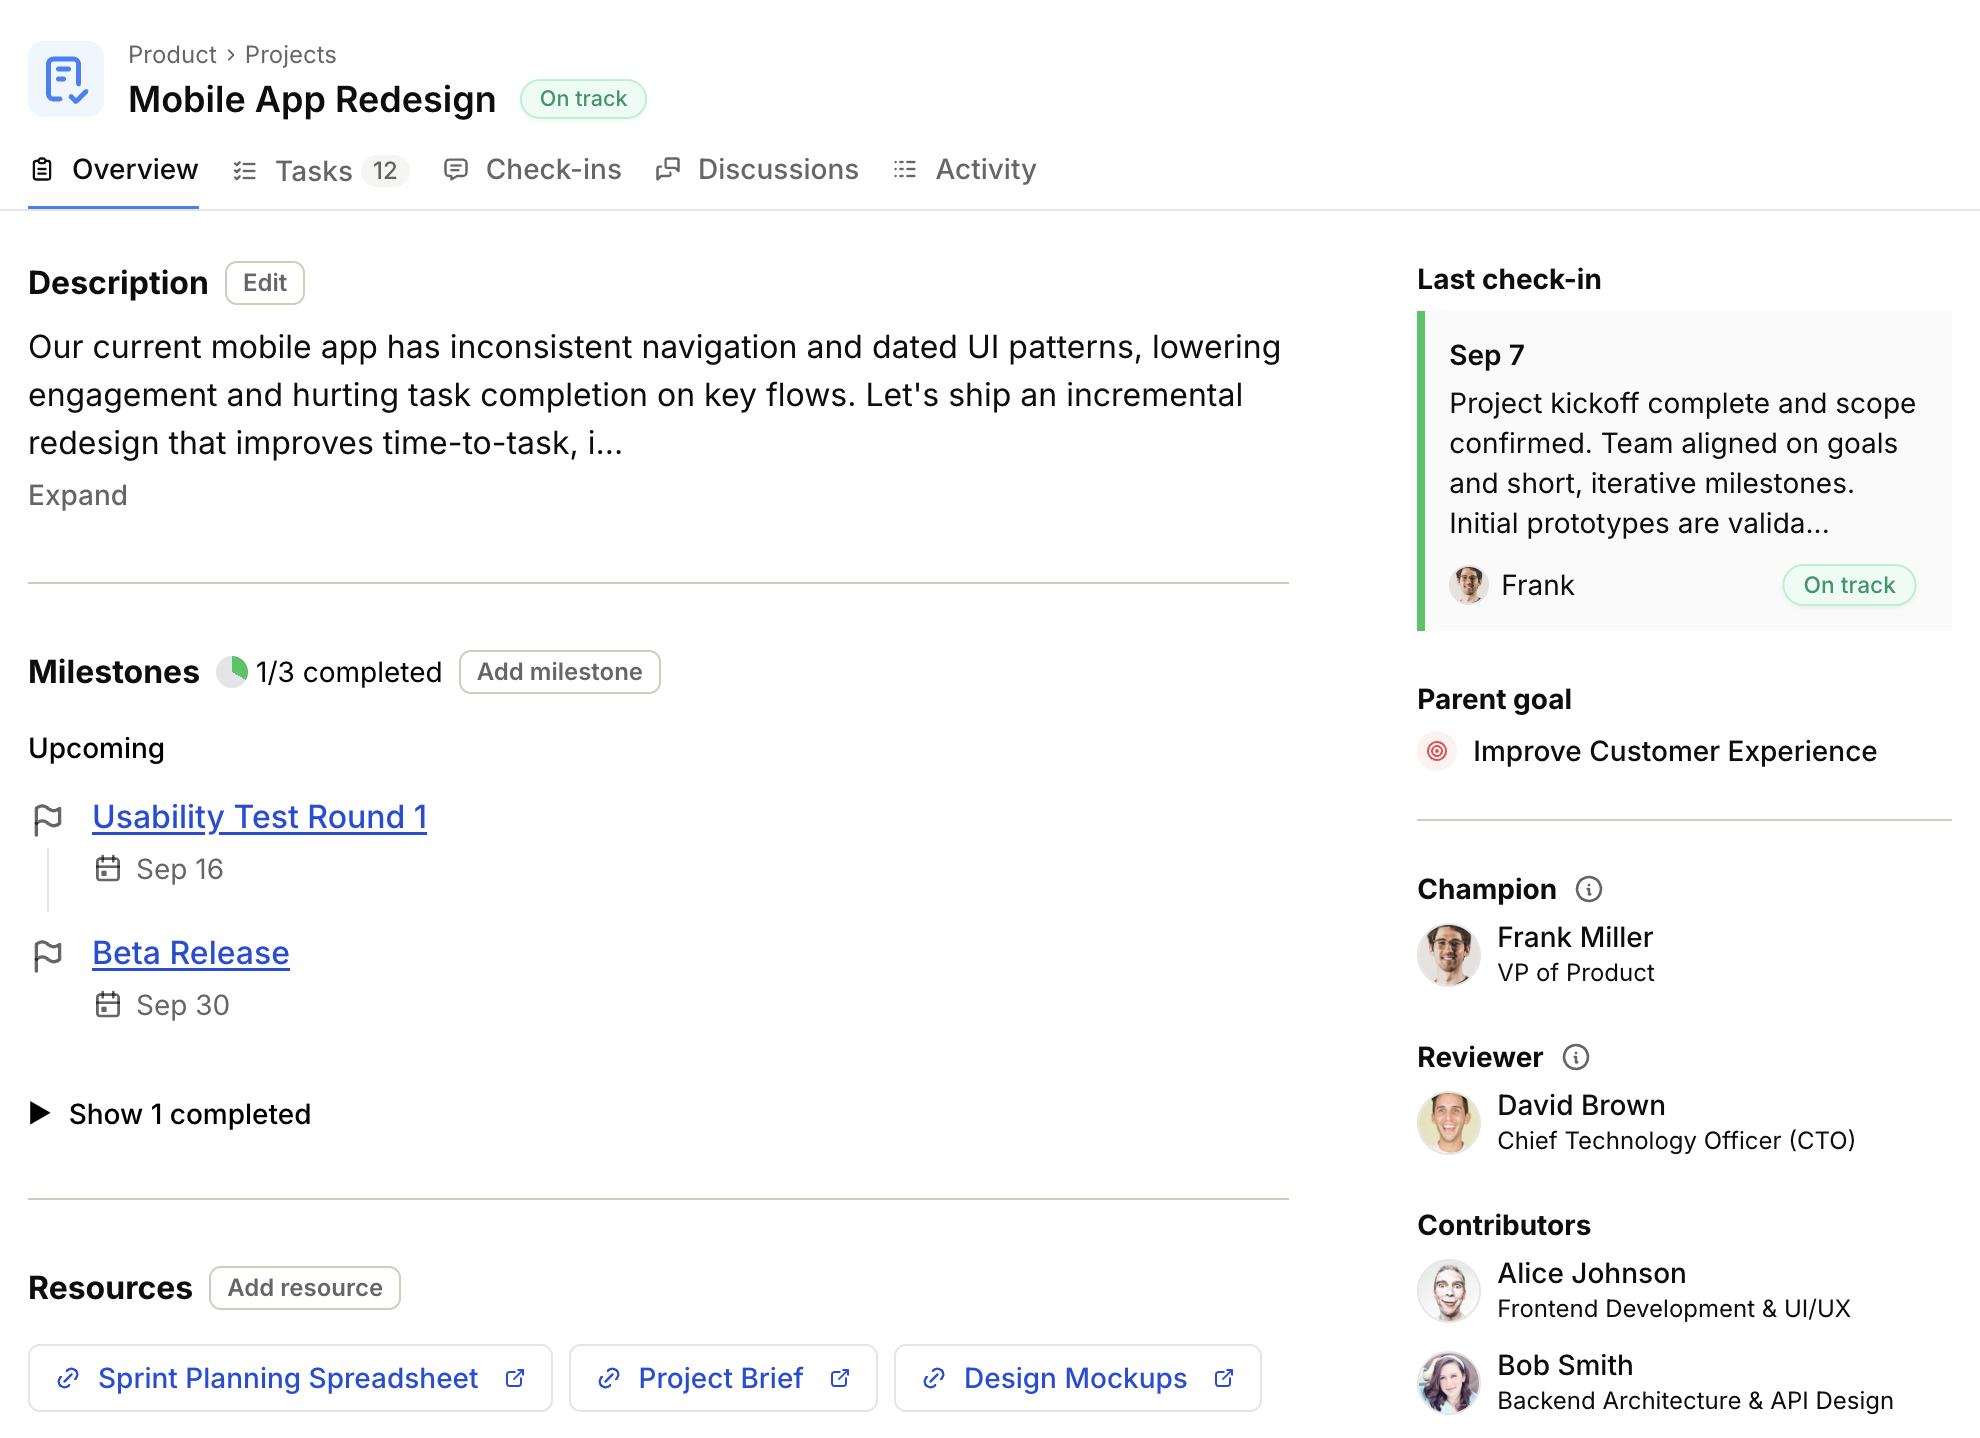 Product › Projects
Mobile App Redesign On track
Overview Tasks 12 Check-ins Discussions Activity
Description Edit
Our current mobile app has inconsistent navigation and dated UI patterns, lowering
engagement and hurting task completion on key flows. Let's ship an incremental
redesign that improves time-to-task, i...
Expand
Milestones 1/3 completed Add milestone
Upcoming
Usability Test Round 1
Sep 16
Beta Release
Sep 30
Show 1 completed
Resources Add resource
Sprint Planning Spreadsheet Project Brief Design Mockups
Last check-in
Sep 7
Project kickoff complete and scope
confirmed. Team aligned on goals
and short, iterative milestones.
Initial prototypes are valida...
Frank On track
Parent goal
Improve Customer Experience
Champion
Frank Miller
VP of Product
Reviewer
David Brown
Chief Technology Officer (CTO)
Contributors
Alice Johnson
Frontend Development & UI/UX
Bob Smith
Backend Architecture & API Design